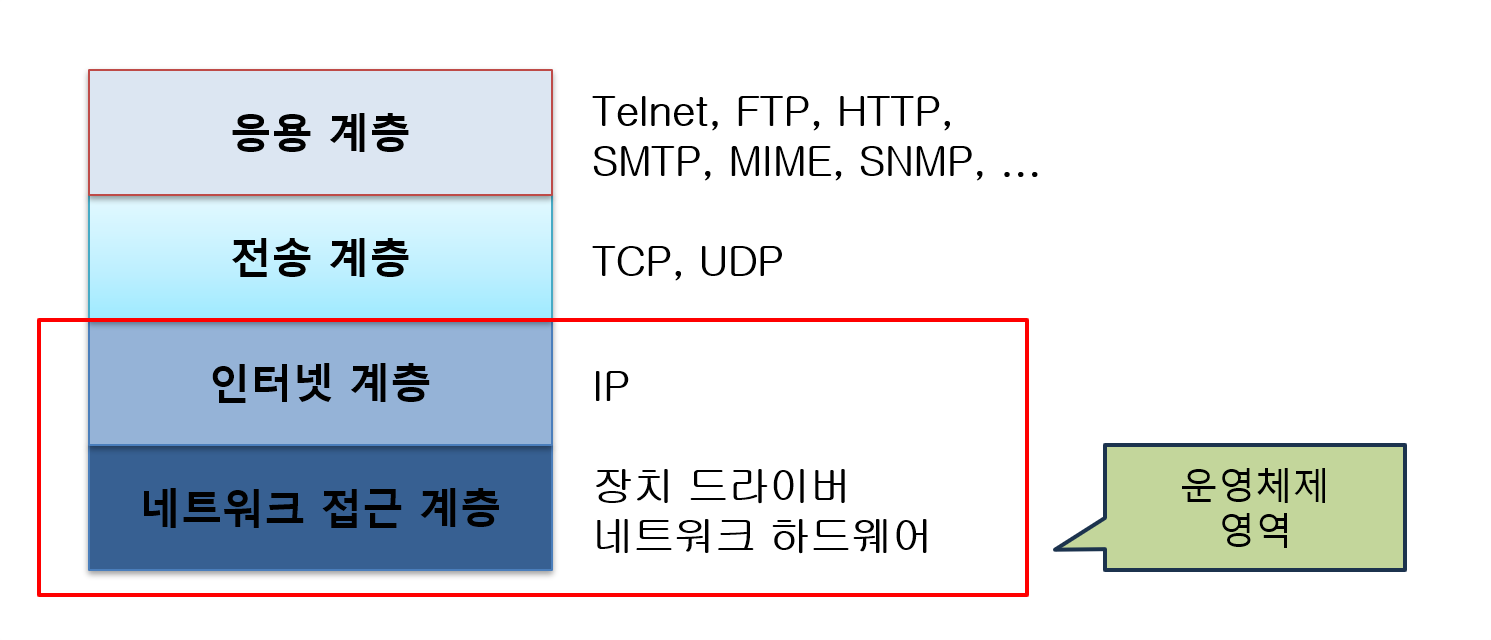 응용 계층
Telnet, FTP, HTTP,
SMTP, MIME, SNMP, ...
전송 계층
TCP, UDP
인터넷 계층
IP
네트워크 접근 계층
장치 드라이버
네트워크 하드웨어
운영체제
영역